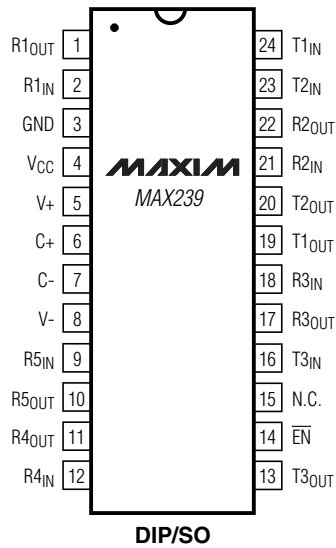 R1OUT 1 24 T1IN
R1IN 2 23 T2IN
GND 3 22 R2OUT
VCC 4 MAXIM 21 R2IN
V+ 5 MAX239 20 T2OUT
C+ 6 19 T1OUT
C- 7 18 R3IN
V- 8 17 R3OUT
R5IN 9 16 T3IN
R5OUT 10 15 N.C.
R4OUT 11 14 E̅N̅
R4IN 12 13 T3OUT
DIP/SO